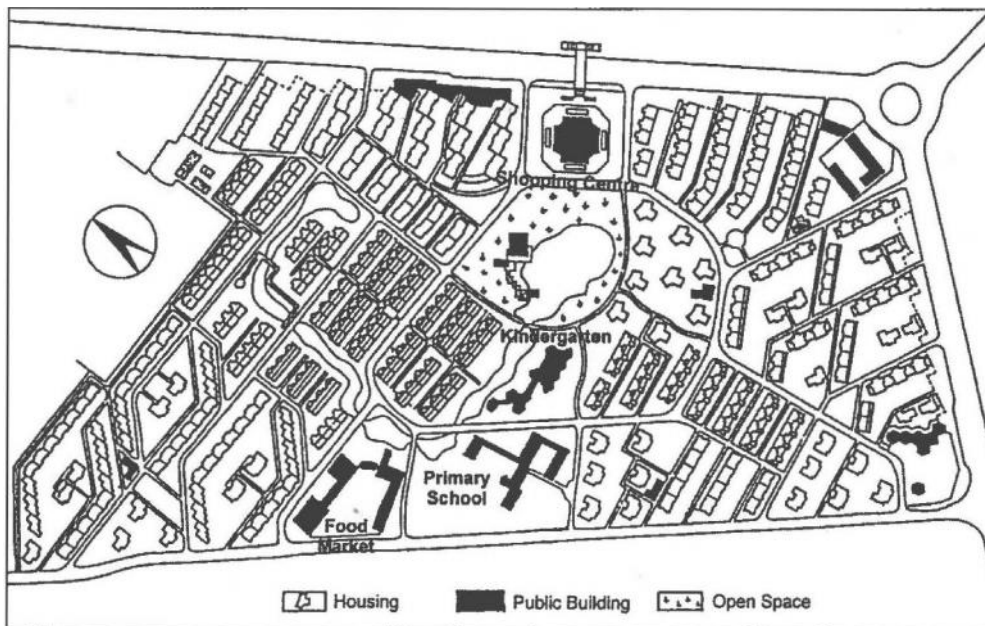 Shopping Centre
Kindergarten
Primary
School
Food
Market
Housing
Public Building
Open Space